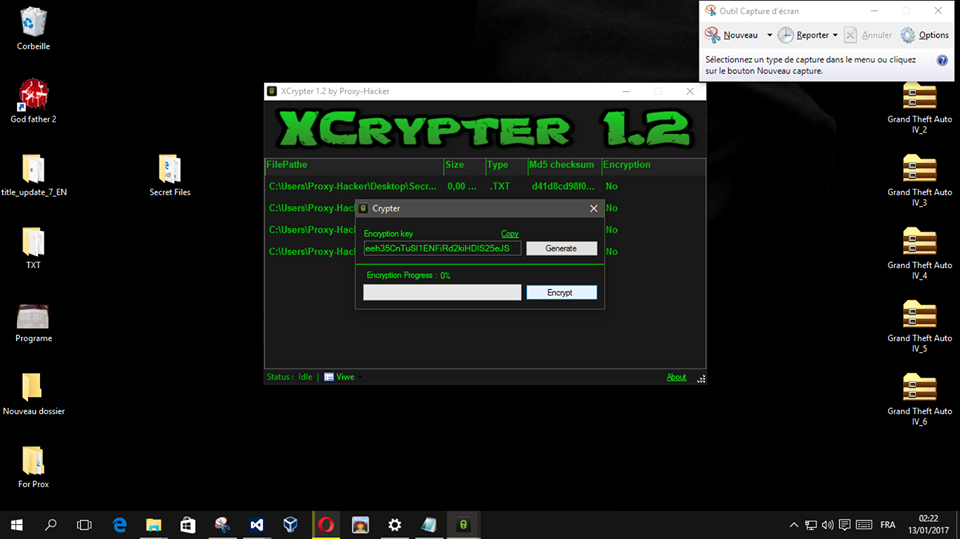 Corbeille
God father 2
title_update_7_EN
TXT
Programe
Nouveau dossier
For Prox
Secret Files
Outil Capture d'écran
Nouveau
Reporter
Annuler
Options
Sélectionnez un type de capture dans le menu ou cliquez
sur le bouton Nouveau capture.
XCrypter 1.2 by Proxy-Hacker
XCRYPTER 1.2
FilePathe Size Type Md5 checksum Encryption
C:\Users\Proxy-Hacker\Desktop\Secr... 0,00 ... .TXT d41d8cd98f0... No
C:\Users\Proxy-Hac No
C:\Users\Proxy-Hac No
C:\Users\Proxy-Hac No
Crypter
Encryption key Copy
Generate
Encryption Progress : 0%
Encrypt
Status : Idle | Viwe
About
Grand Theft Auto
IV_2
Grand Theft Auto
IV_3
Grand Theft Auto
IV_4
Grand Theft Auto
IV_5
Grand Theft Auto
IV_6
FRA
02:22
13/01/2017